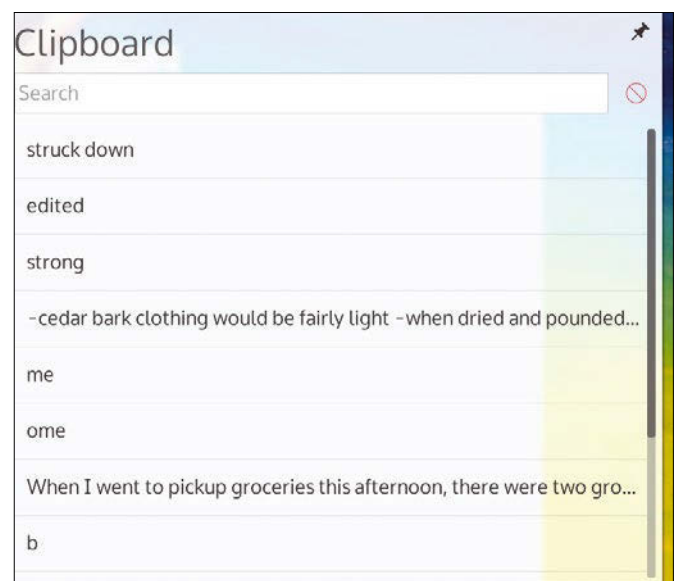 Clipboard
Search
struck down
edited
strong
-cedar bark clothing would be fairly light -when dried and pounded...
me
ome
When I went to pickup groceries this afternoon, there were two gro...
b